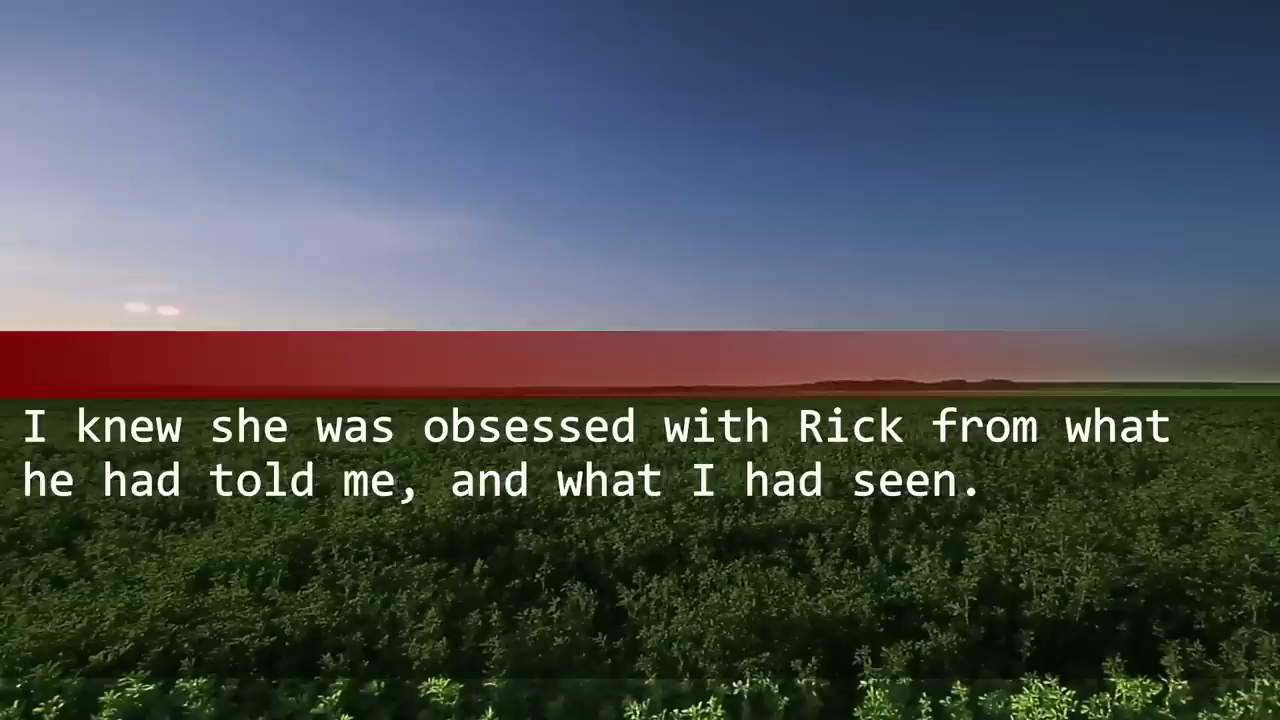 I knew she was obsessed with Rick from what
he had told me, and what I had seen.